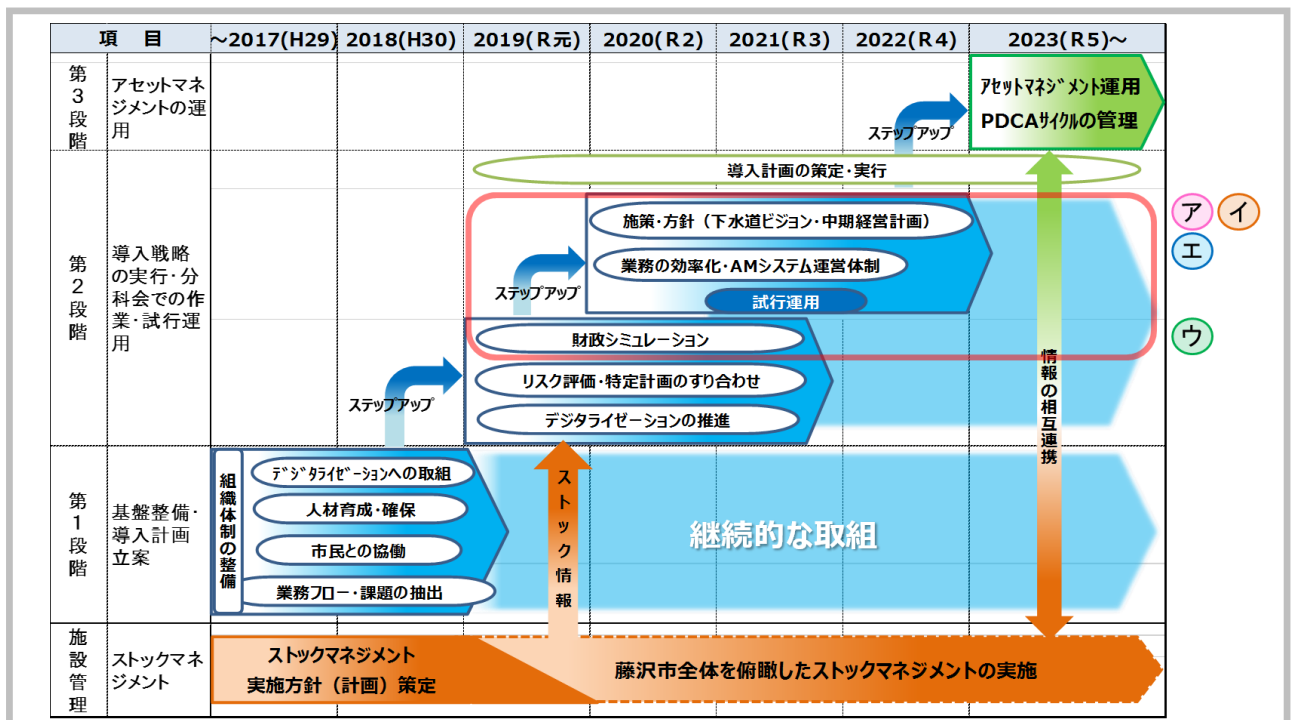 項　目
～2017(H29)
2018(H30)
2019(R元)
2020(R2)
2021(R3)
2022(R4)
2023(R5)～
第3段階
アセットマネ
ジメントの運
用
ステップアップ
ｱｾｯﾄﾏﾈｼﾞﾒﾝﾄ運用
PDCAｻｲｸﾙの管理
第2段階
導入戦略
の実行・分
科会での作
業・試行運
用
導入計画の策定・実行
施策・方針（下水道ビジョン・中期経営計画）
業務の効率化・AMシステム運営体制
試行運用
ステップアップ
財政シミュレーション
リスク評価・特定計画のすり合わせ
デジタライゼーションの推進
ステップアップ
ア
イ
エ
ウ
情報の相互連携
第1段階
基盤整備・
導入計画
立案
組織体制の整備
ﾃﾞｼﾞﾀﾗｲｾﾞｰｼｮﾝへの取組
人材育成・確保
市民との協働
業務フロー・課題の抽出
ストック情報
継続的な取組
施設管理
ストックマネ
ジメント
ストックマネジメント
実施方針（計画）策定
藤沢市全体を俯瞰したストックマネジメントの実施